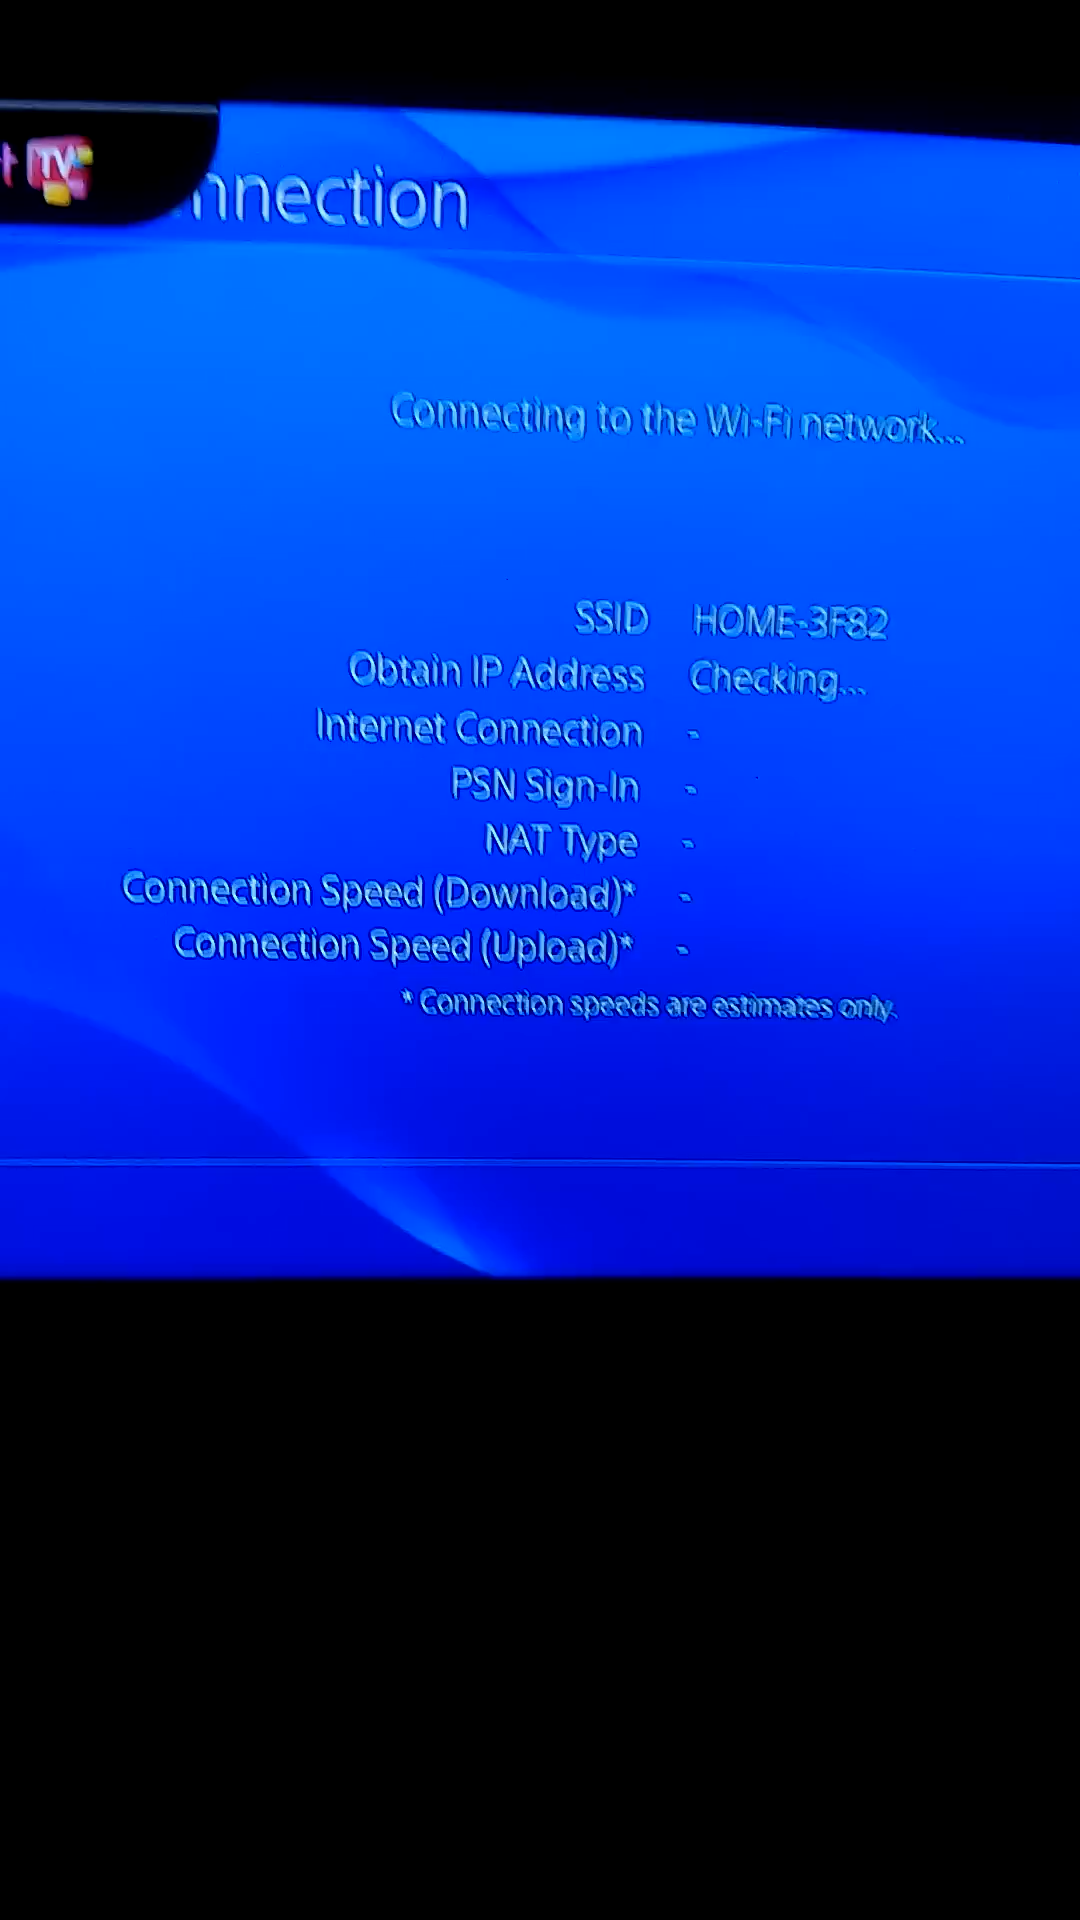 TV
nnection
Connecting to the Wi-Fi network...
SSID HOME-3F82
Obtain IP Address Checking...
Internet Connection -
PSN Sign-In -
NAT Type -
Connection Speed (Download)* -
Connection Speed (Upload)* -
* Connection speeds are estimates only.